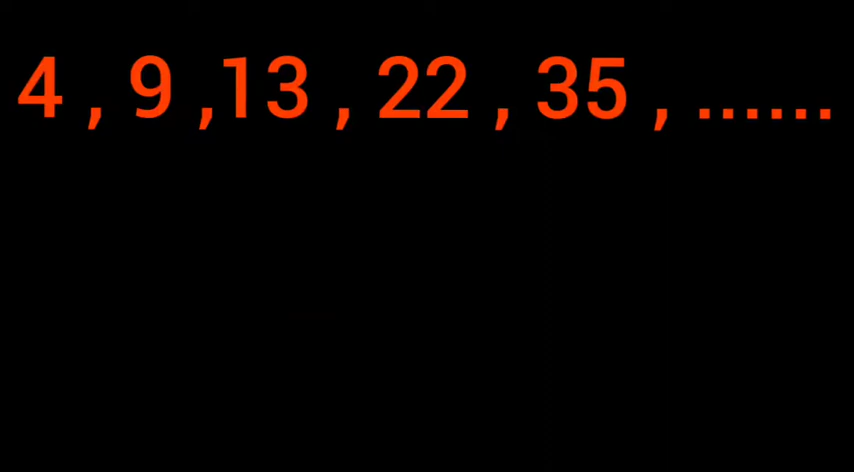 4 , 9 ,13 , 22 , 35 , ......